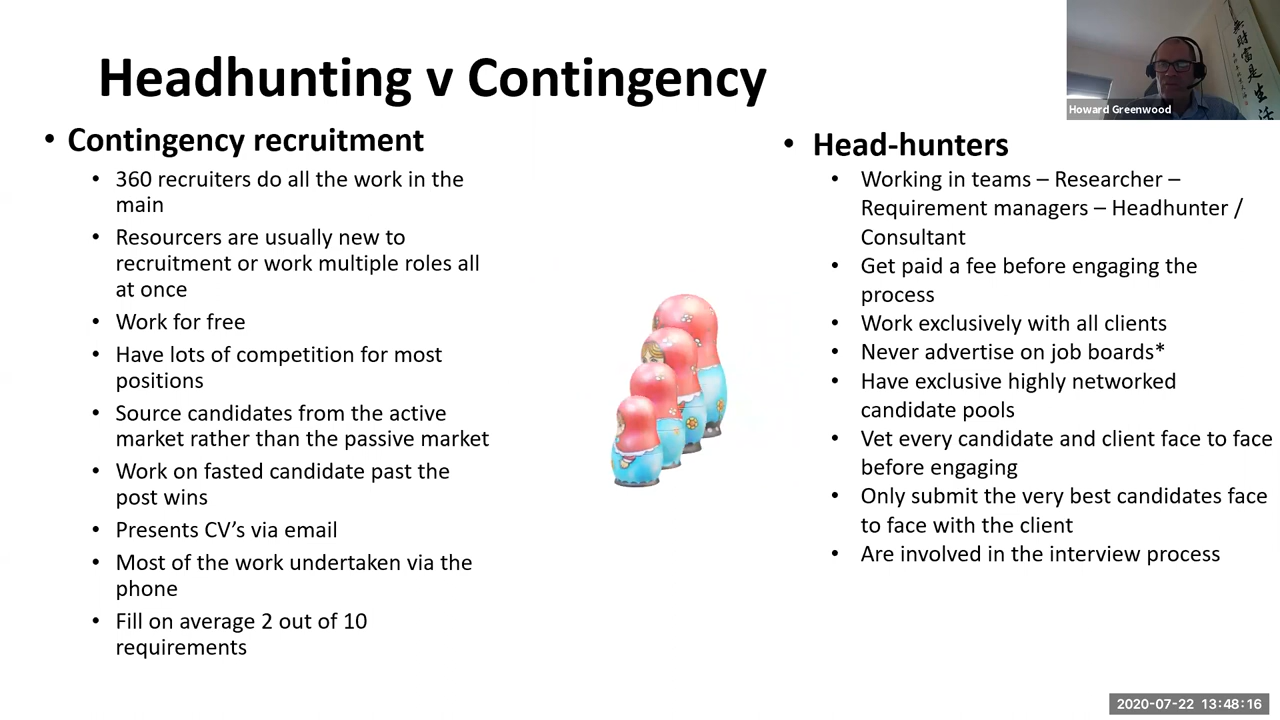 Headhunting v Contingency
• Contingency recruitment
• 360 recruiters do all the work in the
main
• Resourcers are usually new to
recruitment or work multiple roles all
at once
• Work for free
• Have lots of competition for most
positions
• Source candidates from the active
market rather than the passive market
• Work on fasted candidate past the
post wins
• Presents CV’s via email
• Most of the work undertaken via the
phone
• Fill on average 2 out of 10
requirements
• Head-hunters
• Working in teams – Researcher –
Requirement managers – Headhunter /
Consultant
• Get paid a fee before engaging the
process
• Work exclusively with all clients
• Never advertise on job boards*
• Have exclusive highly networked
candidate pools
• Vet every candidate and client face to face
before engaging
• Only submit the very best candidates face
to face with the client
• Are involved in the interview process
Howard Greenwood
無財富是生活
2020-07-22 13:48:16